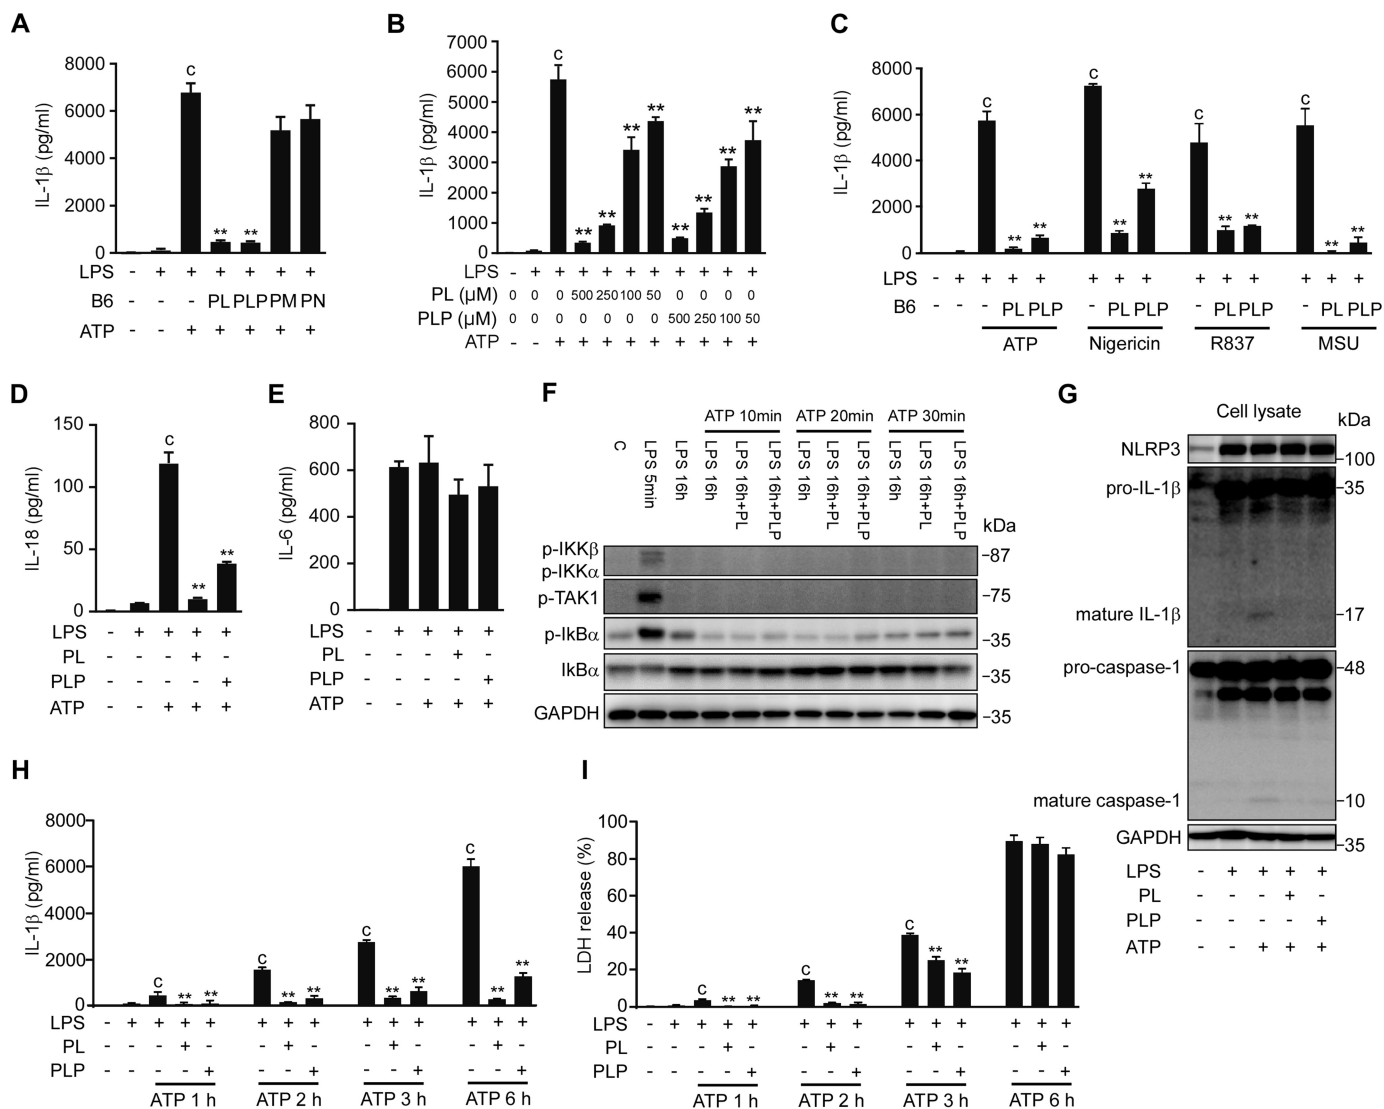 A
IL-1β (pg/ml)
8000
6000
4000
2000
0
C
** **
LPS - + + + + + +
B6 - - - PL PLP PM PN
ATP - - + + + + +
B
IL-1β (pg/ml)
7000
6000
5000
4000
3000
2000
1000
0
C
** ** ** ** ** ** ** **
LPS - + + + + + + + + + +
PL (µM) 0 0 0 500 250 100 50 0 0 0 0
PLP (µM) 0 0 0 0 0 0 0 500 250 100 50
ATP - - + + + + + + + + +
C
IL-1β (pg/ml)
8000
6000
4000
2000
0
C ** ** C ** ** C ** ** C ** **
LPS - + + + + + + + + + + + + +
B6 - PL PLP - PL PLP - PL PLP - PL PLP
ATP Nigericin R837 MSU
D
IL-18 (pg/ml)
150
100
50
0
C
** **
LPS - + + + +
PL - - - + -
PLP - - - - +
ATP - - + + +
E
IL-6 (pg/ml)
800
600
400
200
0
LPS - + + + +
PL - - - + -
PLP - - - - +
ATP - - + + +
F
ATP 10min ATP 20min ATP 30min
C
LPS 5min
LPS 16h
LPS 16h
LPS 16h+PL
LPS 16h+PLP
LPS 16h
LPS 16h+PL
LPS 16h+PLP
LPS 16h
LPS 16h+PL
LPS 16h+PLP
kDa
p-IKKβ
p-IKKα
-87
p-TAK1 -75
p-IkBα -35
IkBα -35
GAPDH -35
G
Cell lysate
kDa
NLRP3 -100
pro-IL-1β -35
mature IL-1β -17
pro-caspase-1 -48
mature caspase-1 -10
GAPDH -35
LPS - + + + +
PL - - - + -
PLP - - - - +
ATP - - + + +
H
IL-1β (pg/ml)
8000
6000
4000
2000
0
C ** ** C ** ** C ** ** C ** **
LPS - + + + + + + + + + + + + +
PL - - - + - - + - - + - - + -
PLP - - - - + - - + - - + - - +
ATP 1 h ATP 2 h ATP 3 h ATP 6 h
I
LDH release (%)
100
80
60
40
20
0
C ** ** C ** ** C ** **
LPS - + + + + + + + + + + + + +
PL - - - + - - + - - + - - + -
PLP - - - - + - - + - - + - - +
ATP 1 h ATP 2 h ATP 3 h ATP 6 h